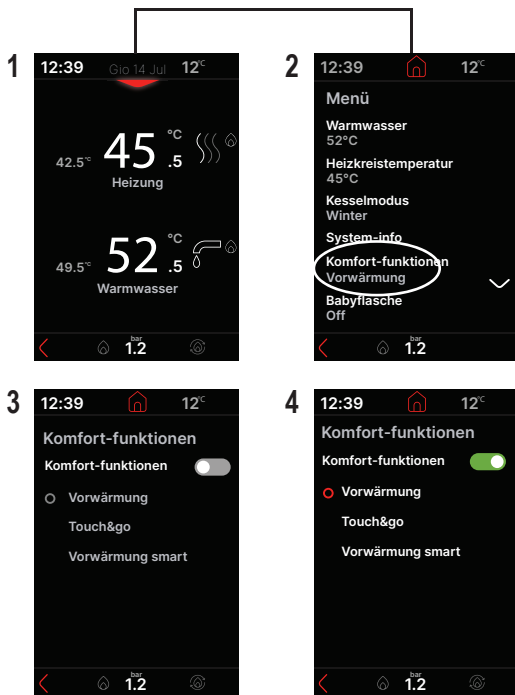 1
12:39 Gio 14 Jul 12°C
42.5°C 45.5 °C
Heizung
49.5°C 52.5 °C
Warmwasser
bar
1.2
2
12:39 12°C
Menü
Warmwasser
52°C
Heizkreistemperatur
45°C
Kesselmodus
Winter
System-info
Komfort-funktionen
Vorwärmung
Babyflasche
Off
bar
1.2
3
12:39 12°C
Komfort-funktionen
Komfort-funktionen
Vorwärmung
Touch&go
Vorwärmung smart
bar
1.2
4
12:39 12°C
Komfort-funktionen
Komfort-funktionen
Vorwärmung
Touch&go
Vorwärmung smart
bar
1.2